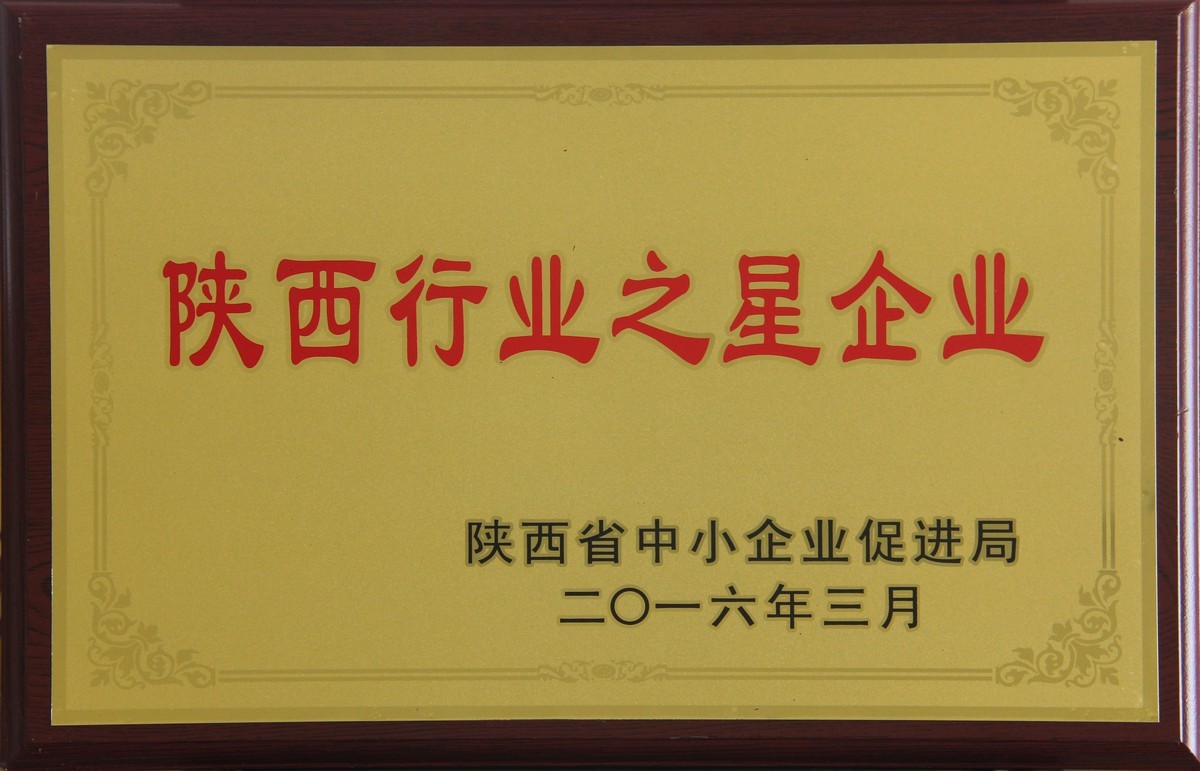 陕西行业之星企业
陕西省中小企业促进局
二〇一六年三月